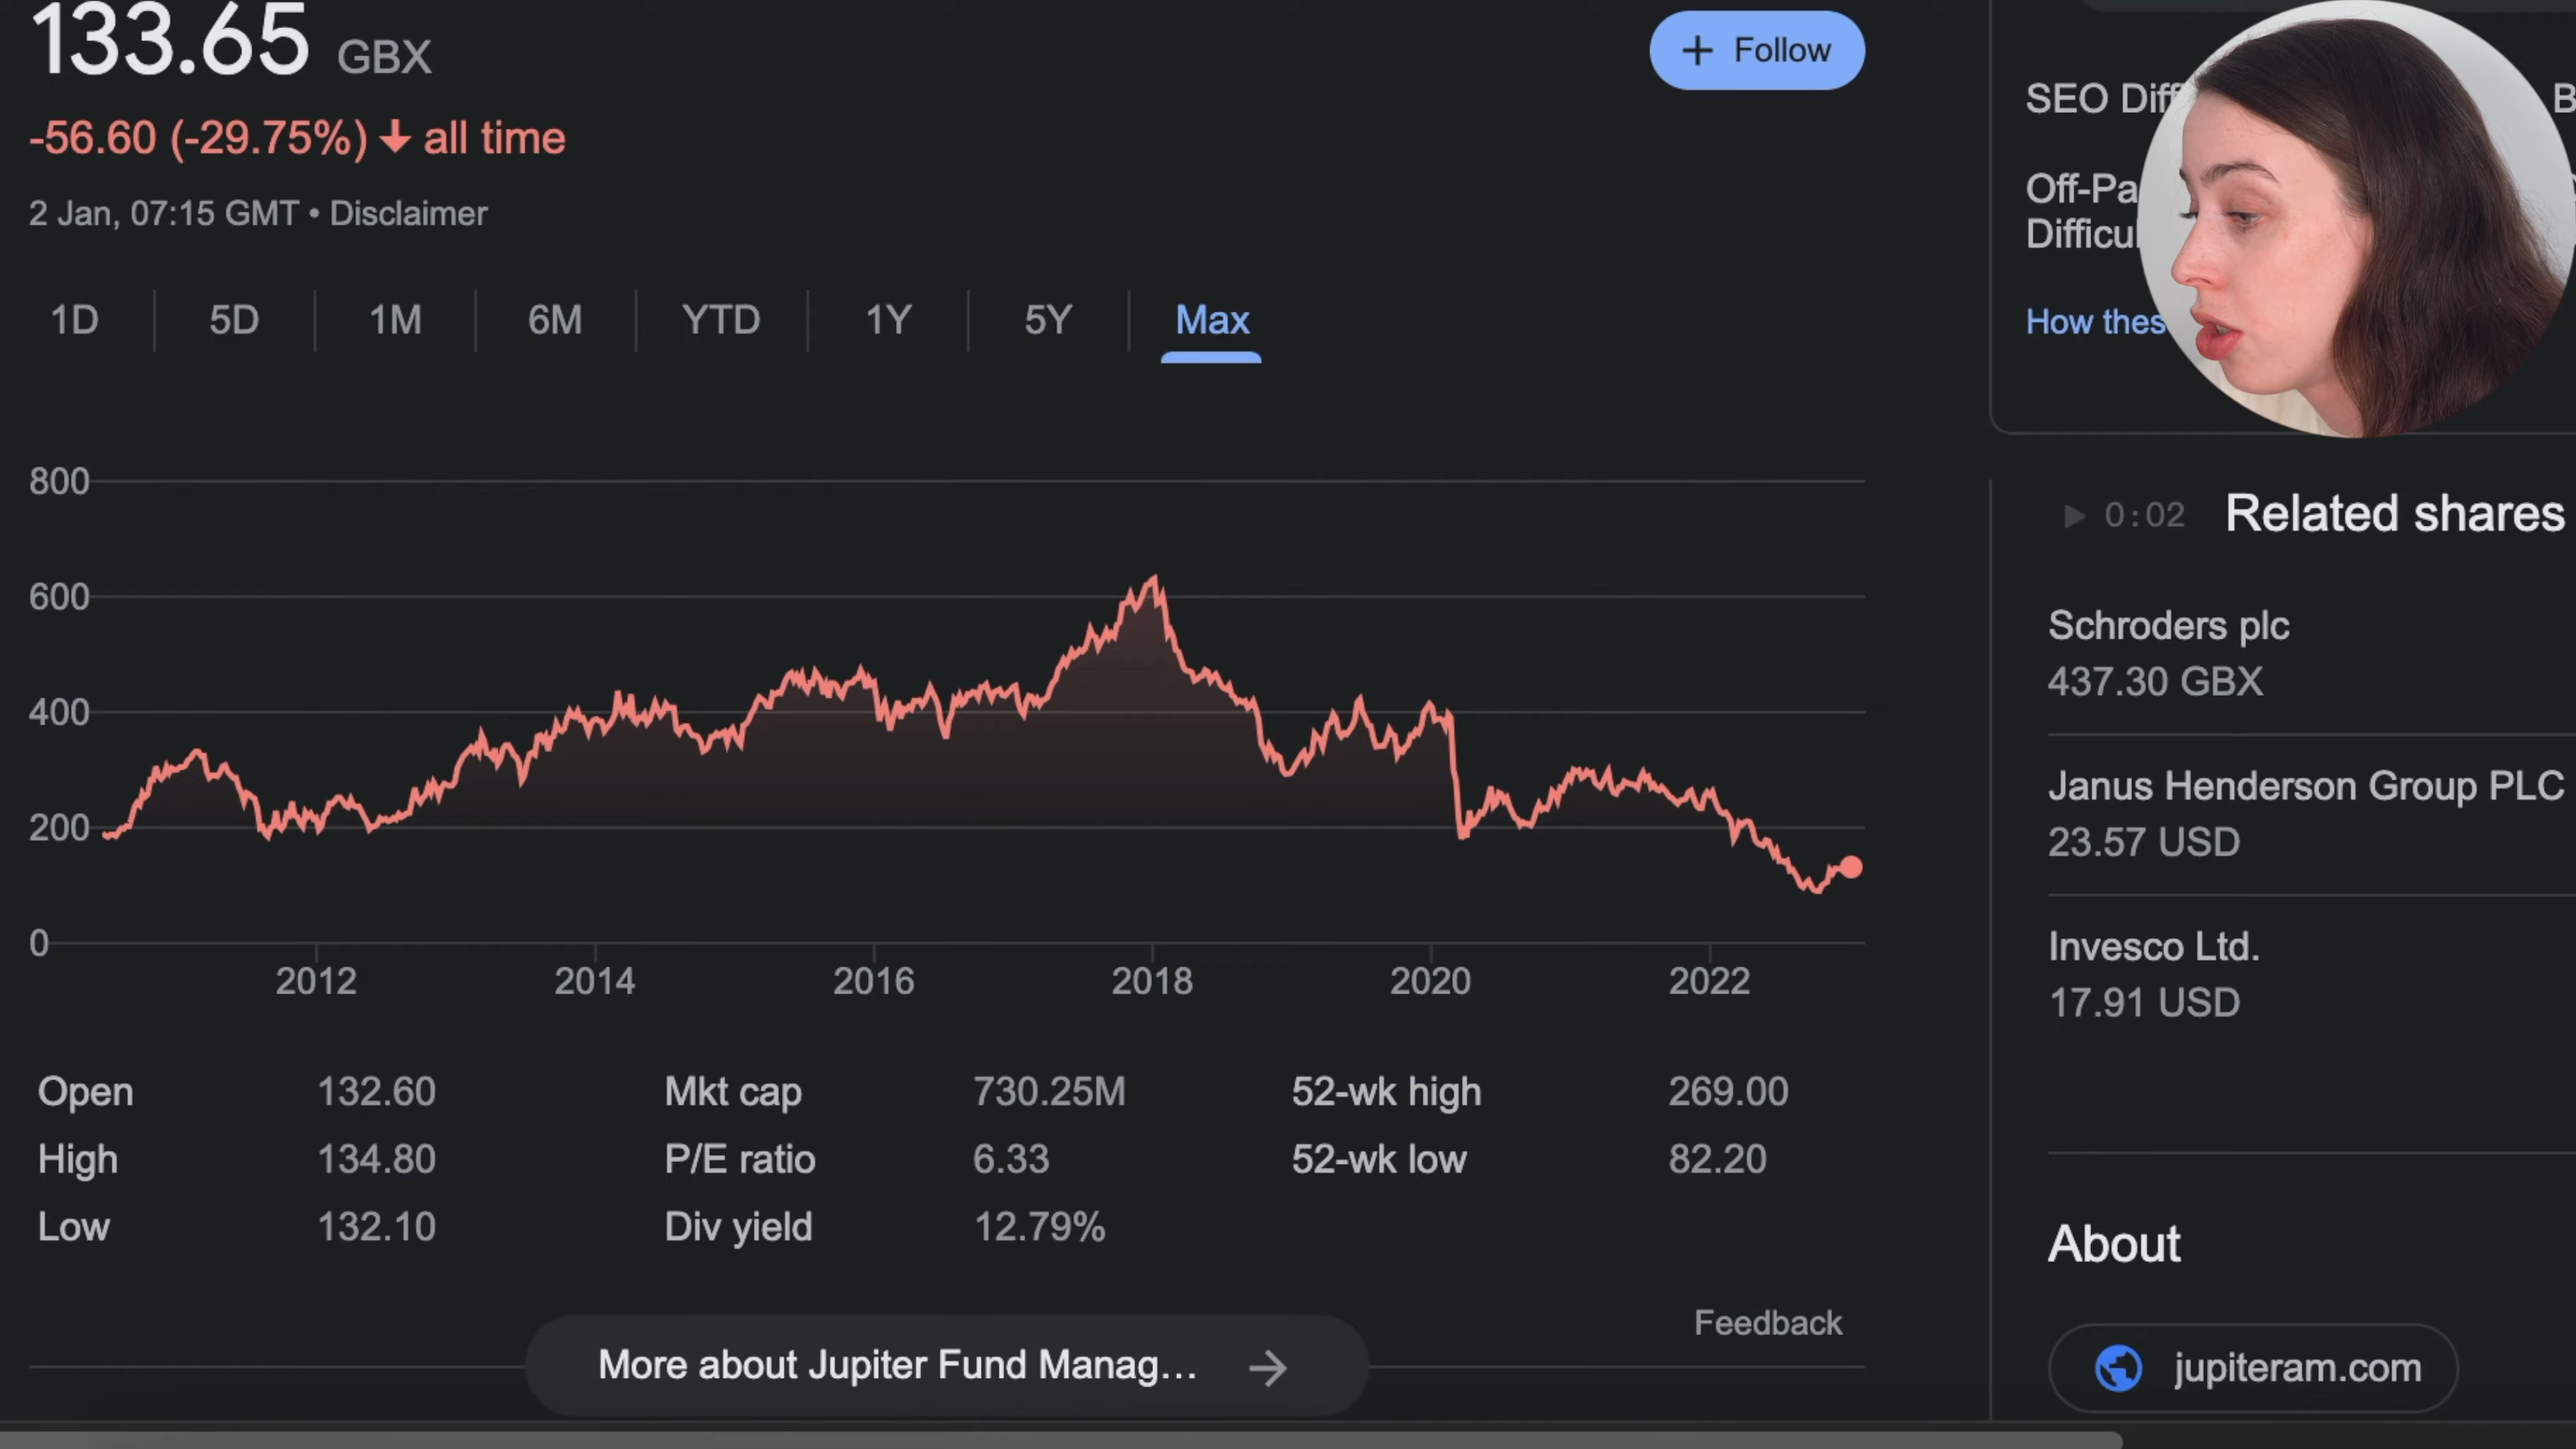 133.65 GBX
+ Follow
-56.60 (-29.75%) ↓ all time
2 Jan, 07:15 GMT • Disclaimer
1D 5D 1M 6M YTD 1Y 5Y Max
800
600
400
200
0
2012 2014 2016 2018 2020 2022
Open 132.60 Mkt cap 730.25M 52-wk high 269.00
High 134.80 P/E ratio 6.33 52-wk low 82.20
Low 132.10 Div yield 12.79%
Feedback
More about Jupiter Fund Manag... →
SEO
How
0:02 Related shares
Schroders plc
437.30 GBX
Janus Henderson Group PLC
23.57 USD
Invesco Ltd.
17.91 USD
About
jupiteram.com